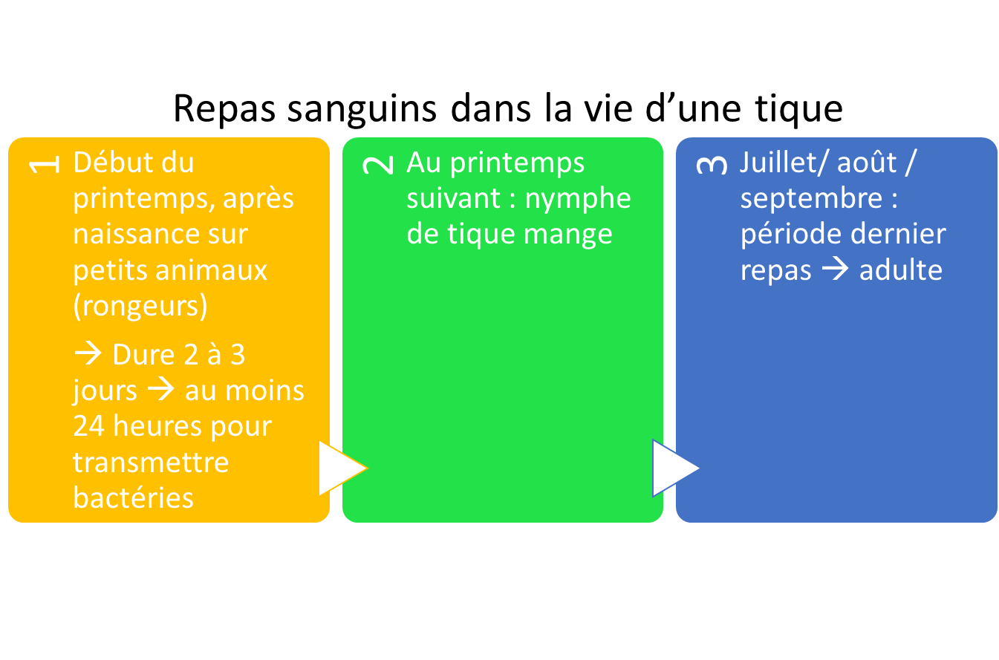 Repas sanguins dans la vie d’une tique
1
Début du
printemps, après
naissance sur
petits animaux
(rongeurs)
→ Dure 2 à 3
jours → au moins
24 heures pour
transmettre
bactéries
2
Au printemps
suivant : nymphe
de tique mange
3
Juillet/ août /
septembre :
période dernier
repas → adulte